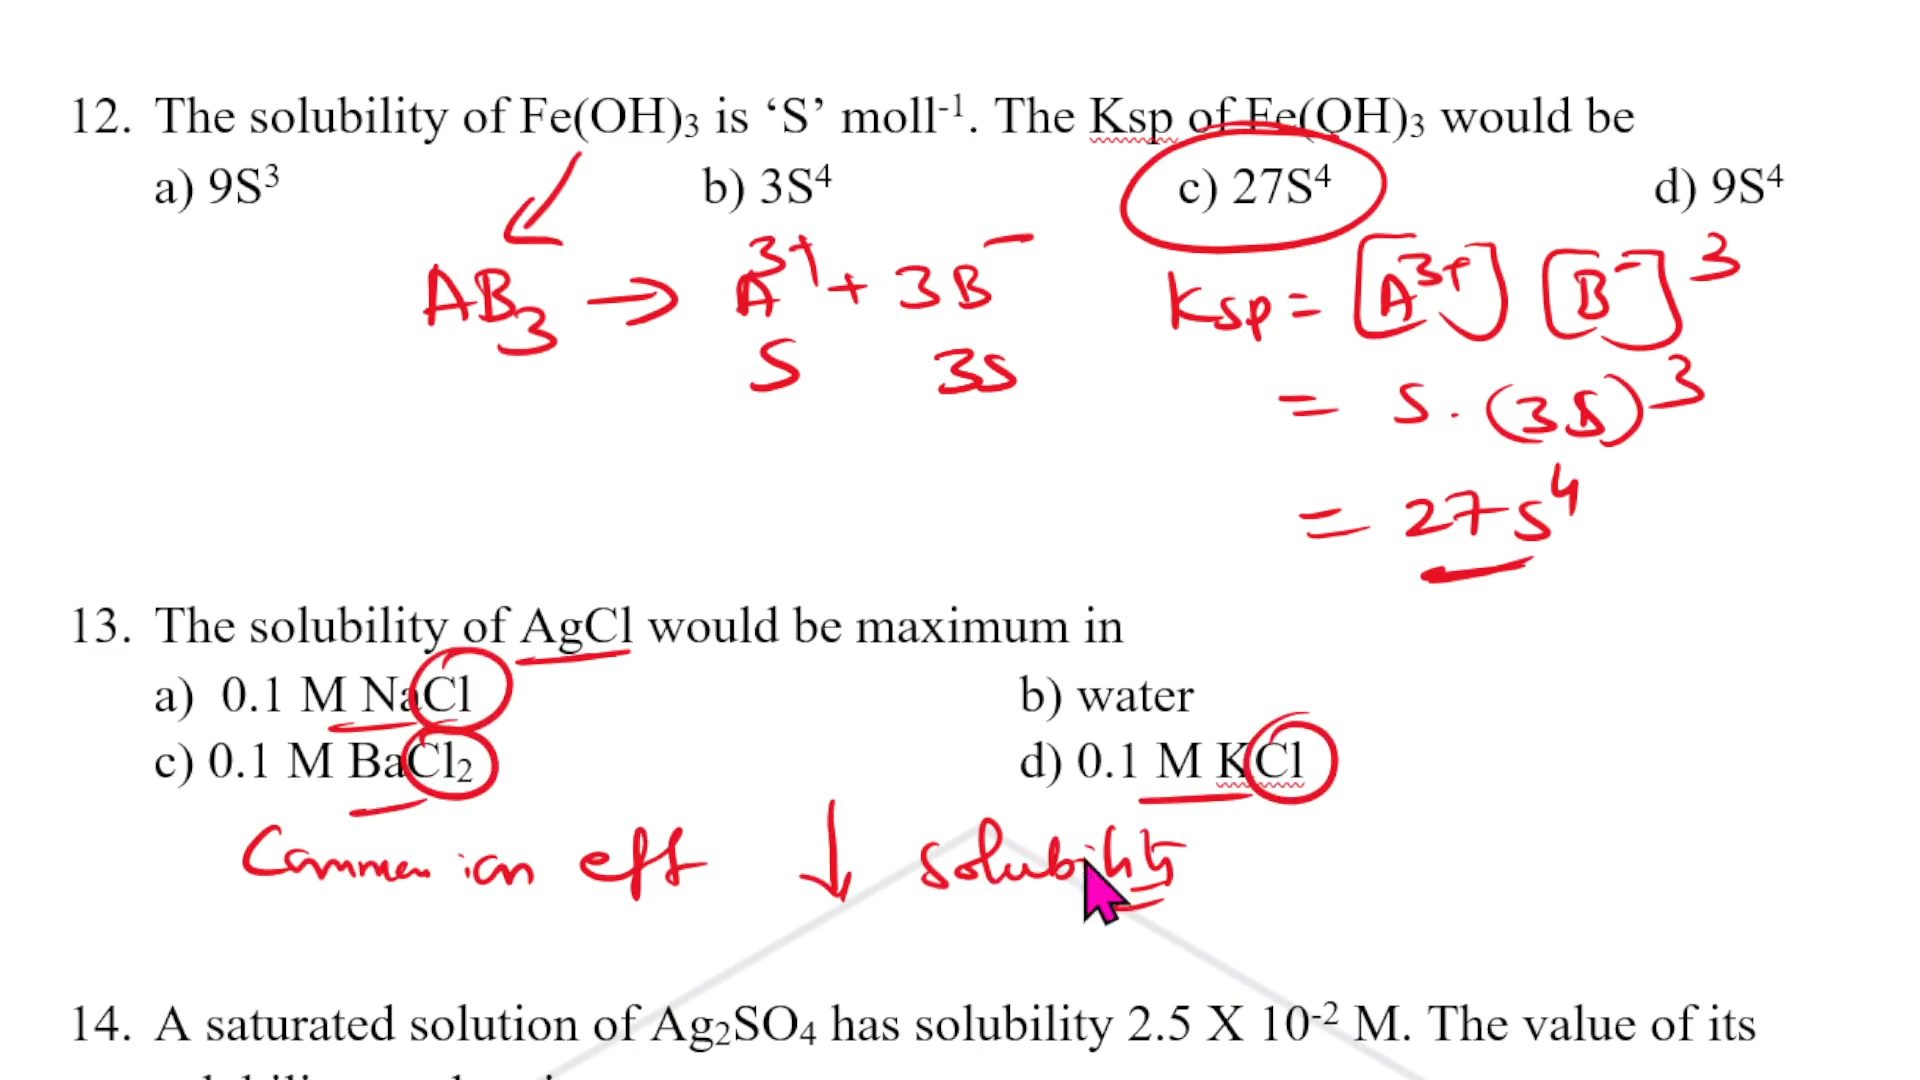 12. The solubility of Fe(OH)3 is ‘S’ moll-1. The Ksp of Fe(OH)3 would be
a) 9S3 b) 3S4 c) 27S4 d) 9S4
AB3 → A3+ + 3B-
S 3S
Ksp = [A3+] [B-]3
= S . (3S)3
= 27S4
13. The solubility of AgCl would be maximum in
a) 0.1 M NaCl b) water
c) 0.1 M BaCl2 d) 0.1 M KCl
Common ion eff ↓ solubility
14. A saturated solution of Ag2SO4 has solubility 2.5 X 10-2 M. The value of its